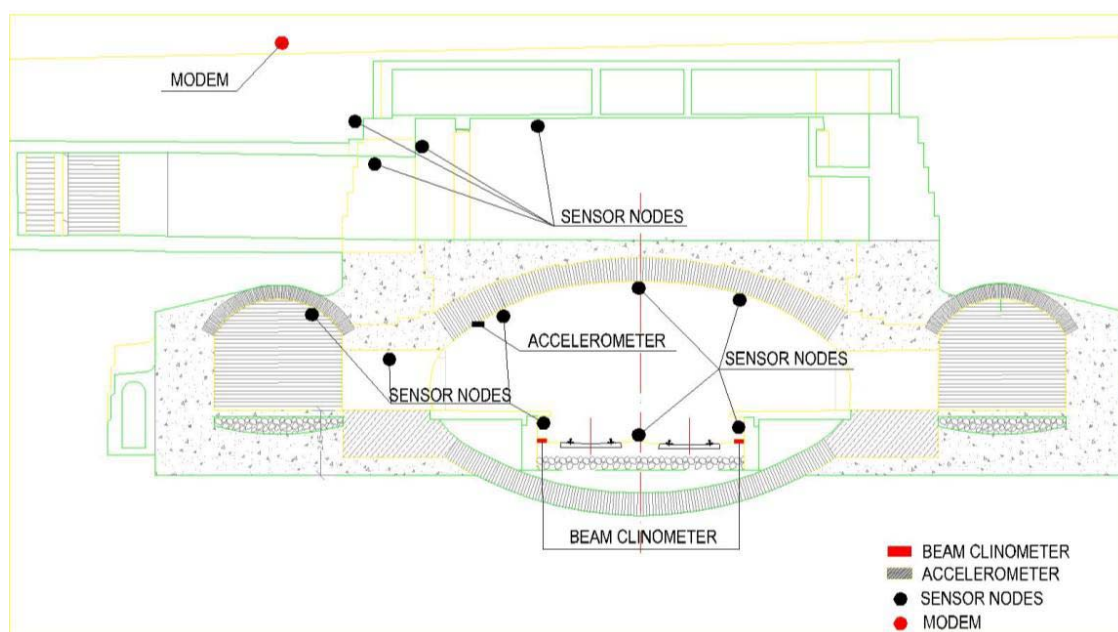 MODEM
SENSOR NODES
ACCELEROMETER
SENSOR NODES
SENSOR NODES
BEAM CLINOMETER
BEAM CLINOMETER
ACCELEROMETER
SENSOR NODES
MODEM